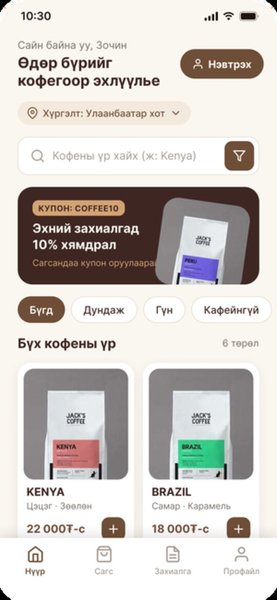 10:30
Сайн байна уу, Зочин
Өдөр бүрийг
кофегоор эхлүүлье
Нэвтрэх
Хүргэлт: Улаанбаатар хот
Кофены үр хайх (ж: Kenya)
КУПОН: COFFEE10
Эхний захиалгад
10% хямдрал
Сагсандаа купон оруулаарай
JACK'S
COFFEE
PERU
Бүгд
Дундаж
Гүн
Кафейнгүй
Бүх кофены үр
6 төрөл
JACK'S
COFFEE
KENYA
JACK'S
COFFEE
BRAZIL
KENYA
Цэцэг · Зөөлөн
22 000₮-с
BRAZIL
Самар · Карамель
18 000₮-с
Нүүр
Сагс
Захиалга
Профайл